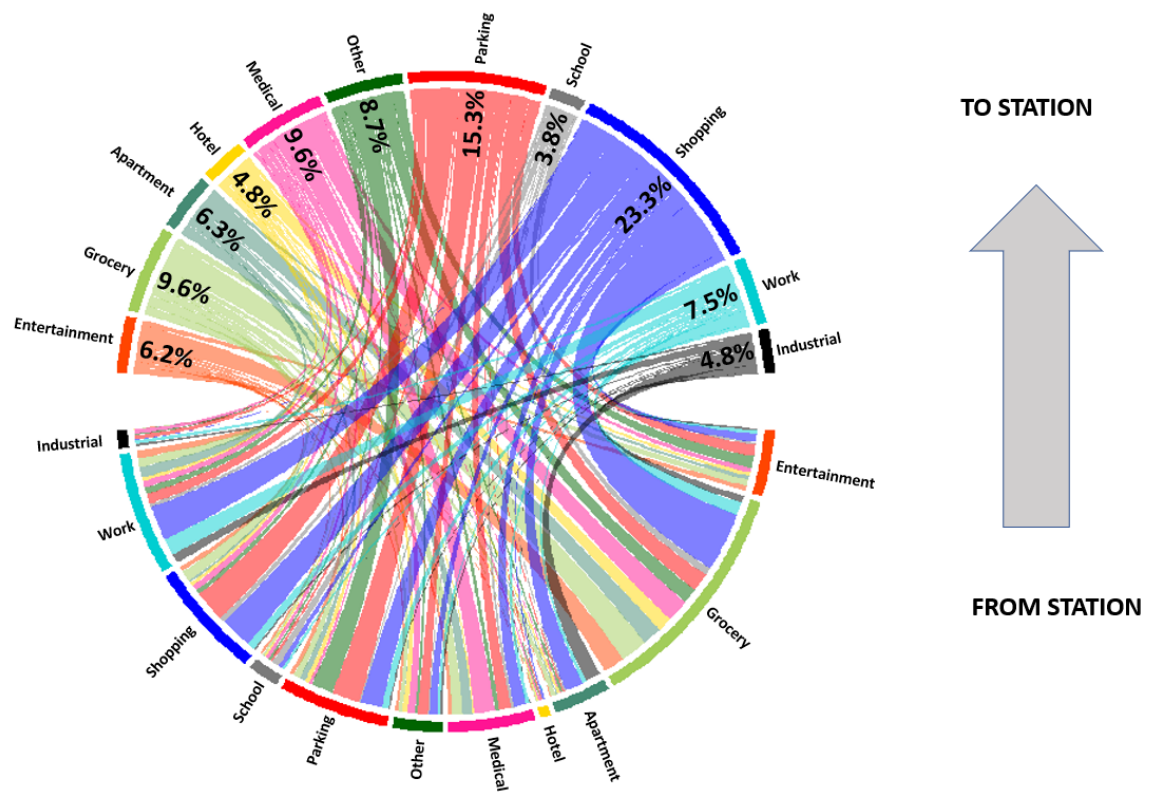 Entertainment
Grocery
Apartment
Hotel
Medical
Other
Parking
School
Shopping
Work
Industrial
6.2%
9.6%
6.3%
4.8%
9.6%
8.7%
15.3%
3.8%
23.3%
7.5%
4.8%
Industrial
Work
Shopping
School
Parking
Other
Medical
Hotel
Apartment
Grocery
Entertainment
TO STATION
FROM STATION